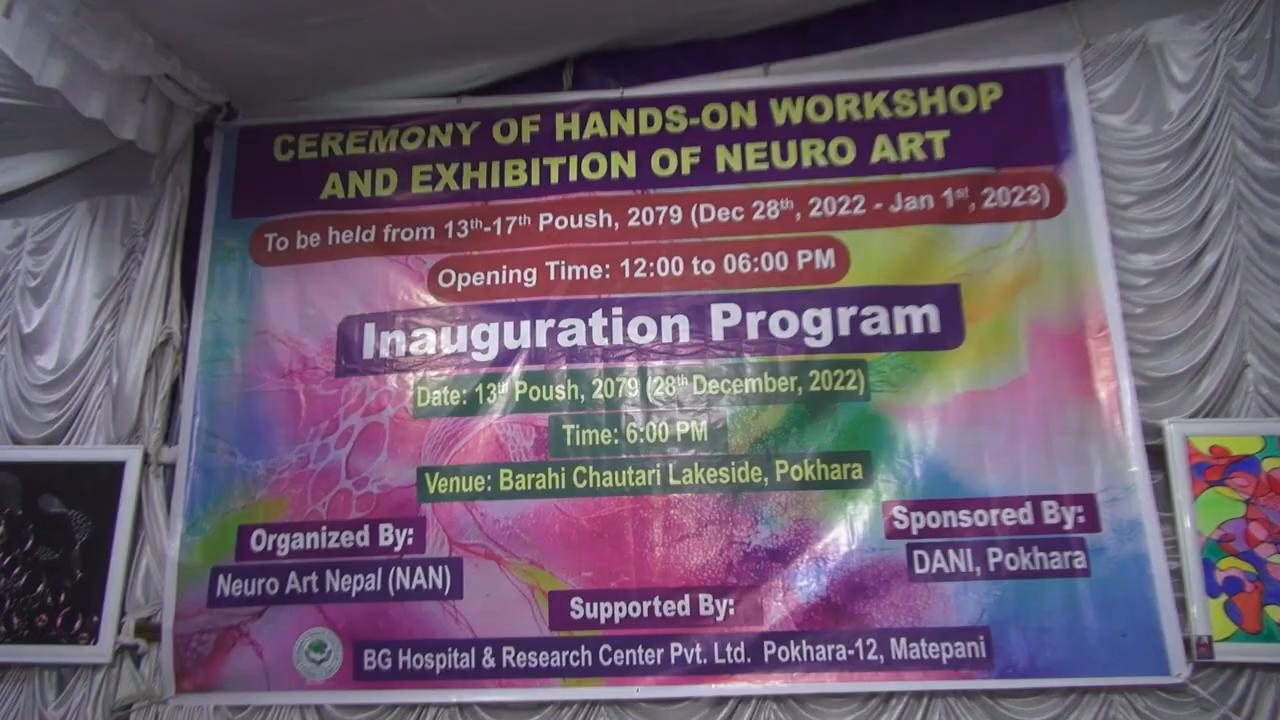 CEREMONY OF HANDS-ON WORKSHOP
AND EXHIBITION OF NEURO ART
To be held from 13th-17th Poush, 2079 (Dec 28th, 2022 - Jan 1st, 2023)
Opening Time: 12:00 to 06:00 PM
Inauguration Program
Date: 13th Poush, 2079 (28th December, 2022)
Time: 6:00 PM
Venue: Barahi Chautari Lakeside, Pokhara
Organized By:
Neuro Art Nepal (NAN)
Sponsored By:
DANI, Pokhara
Supported By:
BG Hospital & Research Center Pvt. Ltd. Pokhara-12, Matepani